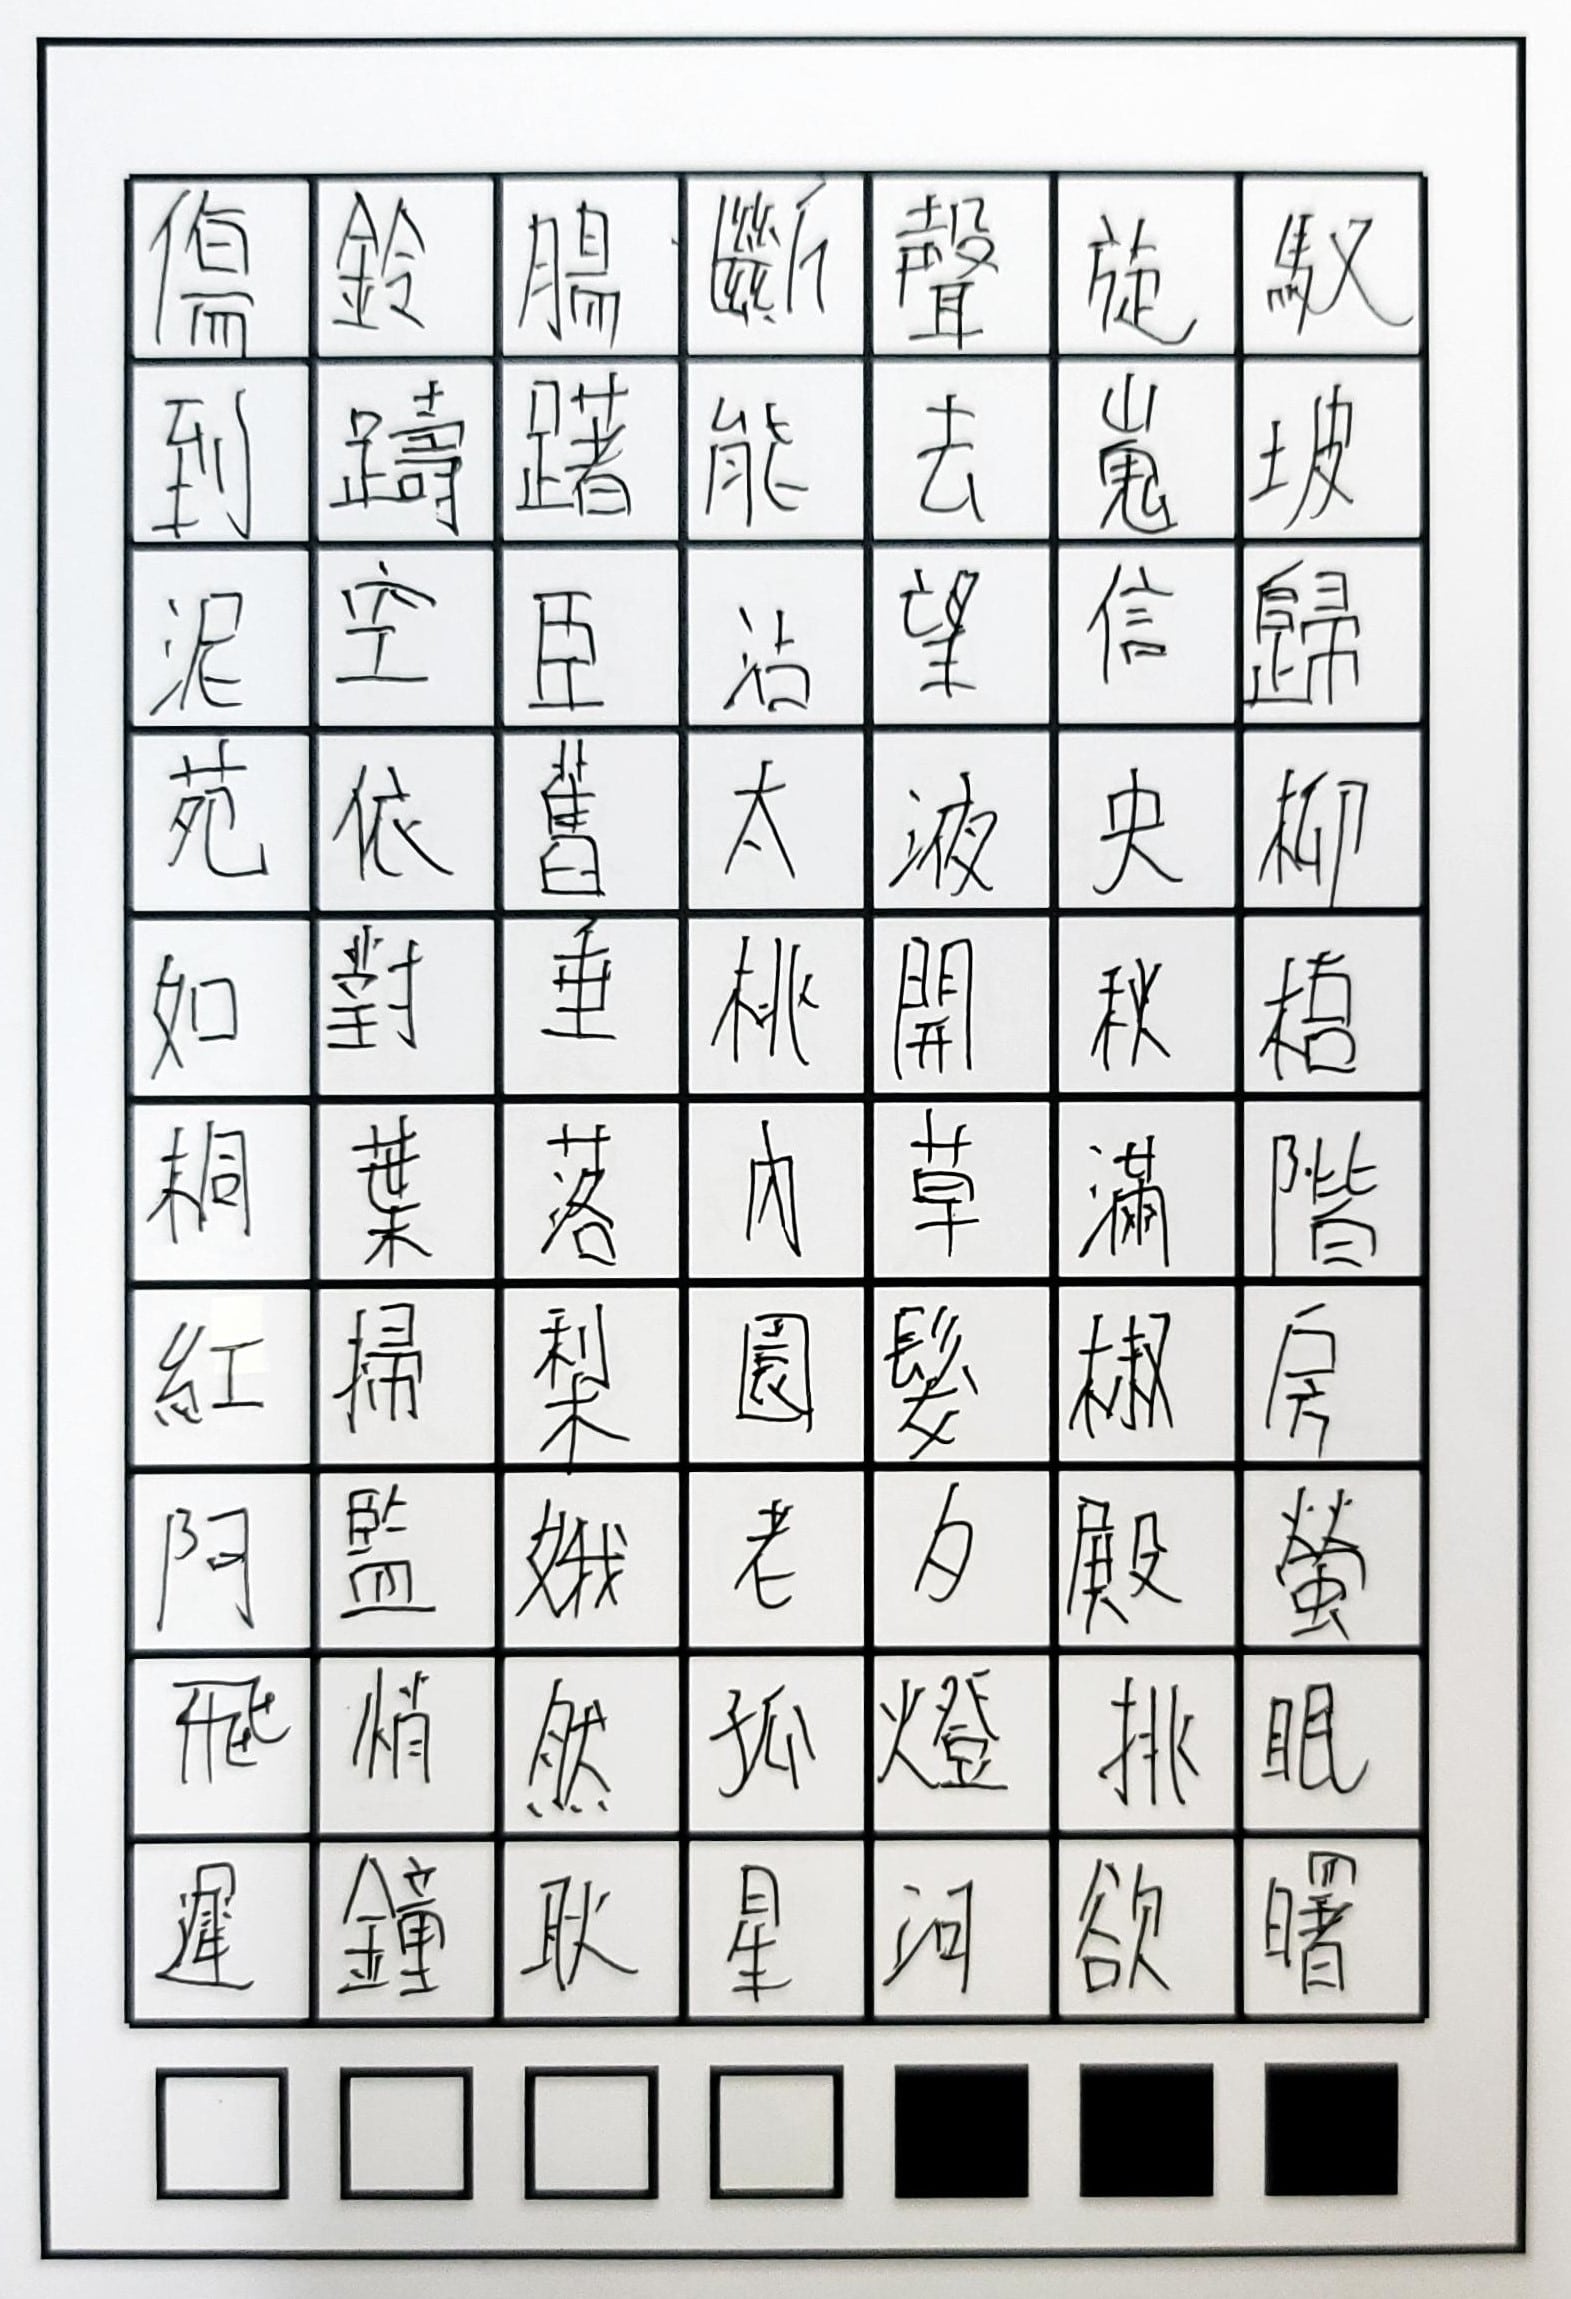 傷鈴腸斷聲旋馭
到躊躇能去嵬坡
泥空臣沾望信歸
苑依舊太液央柳
如對垂桃開秋梧
桐葉落內草滿階
紅掃梨園髮椒房
阿監娥老夕殿螢
飛悄然孤燈挑眠
遲鐘耿星河欲曙